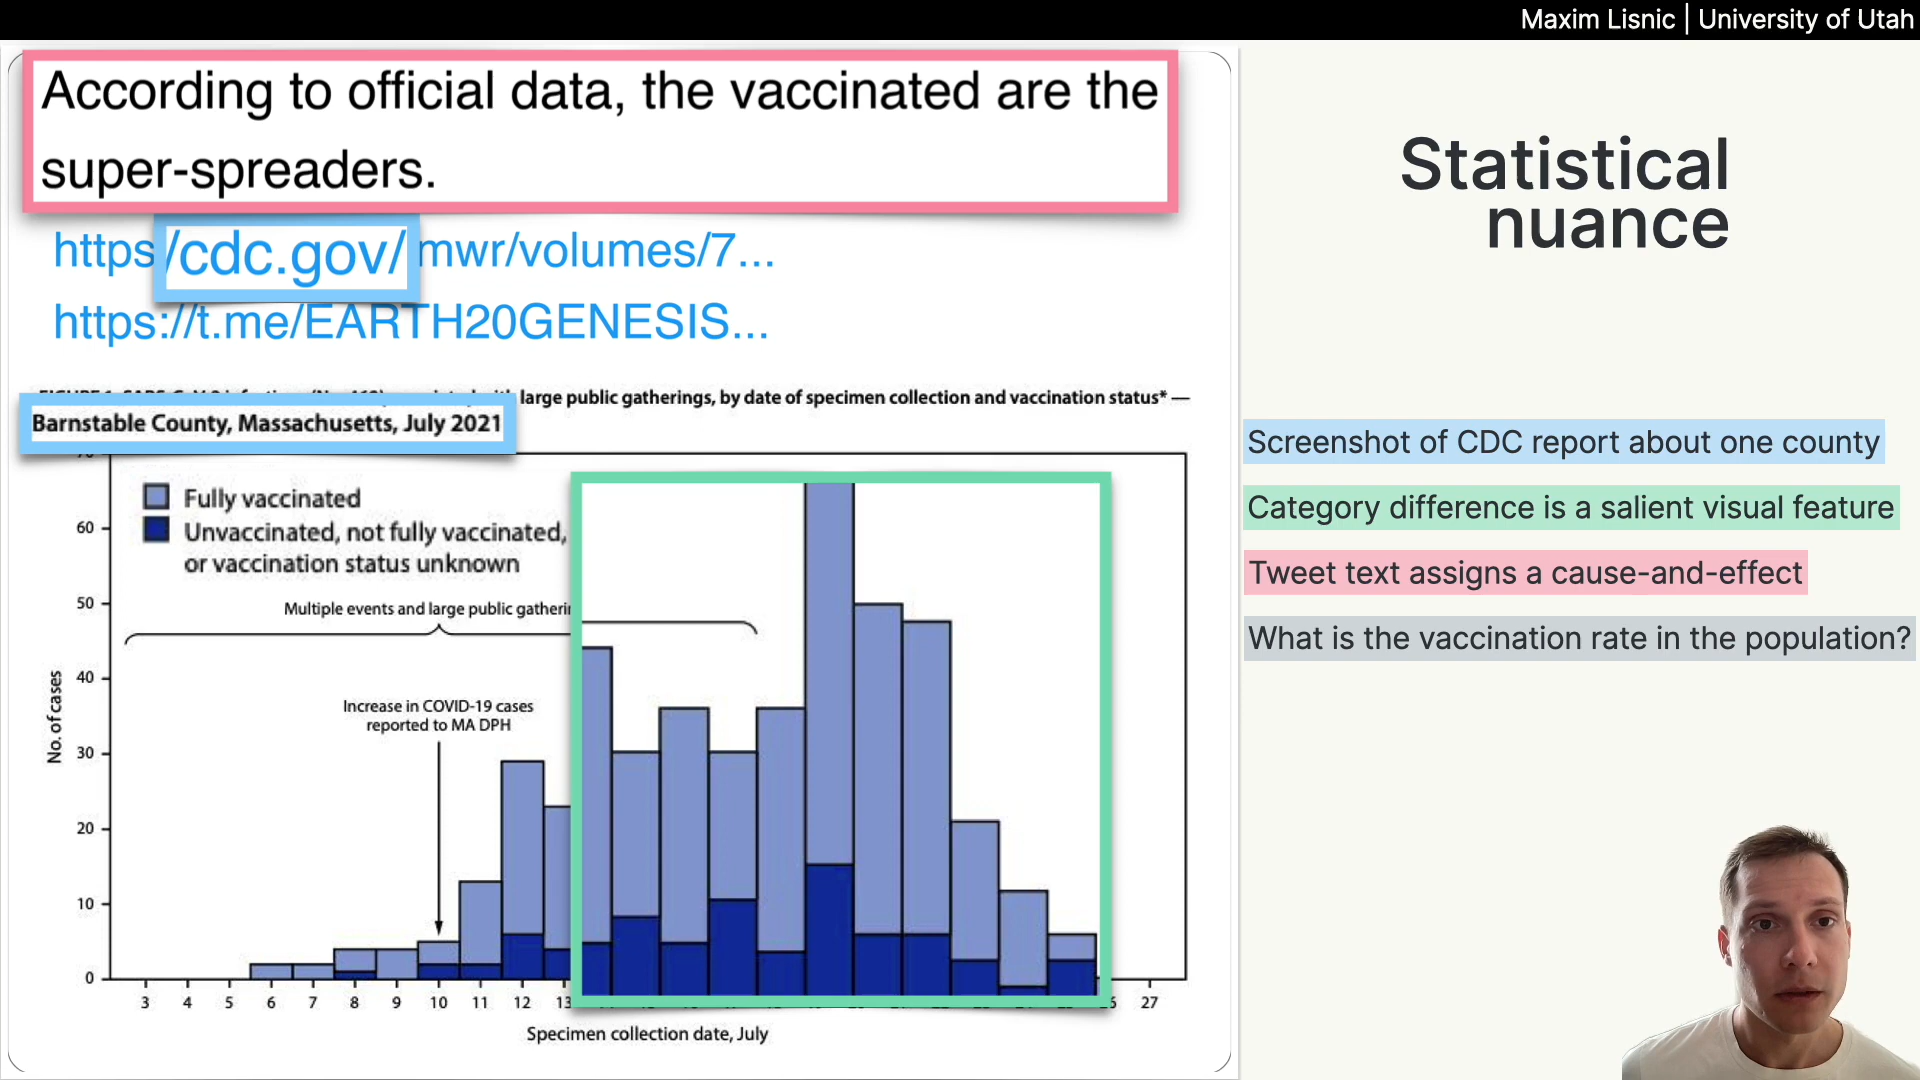 Maxim Lisnic | University of Utah
According to official data, the vaccinated are the
super-spreaders.
https /cdc.gov/ mwr/volumes/7...
https://t.me/EARTH20GENESIS...
large public gatherings, by date of specimen collection and vaccination status* —
Barnstable County, Massachusetts, July 2021
Fully vaccinated
Unvaccinated, not fully vaccinated,
or vaccination status unknown
Multiple events and large public
Increase in COVID-19 cases
reported to MA DPH
No. of cases
60
50
40
30
20
10
0
3 4 5 6 7 8 9 10 11 12 13 27
Specimen collection date, July
Statistical
nuance
Screenshot of CDC report about one county
Category difference is a salient visual feature
Tweet text assigns a cause-and-effect
What is the vaccination rate in the population?